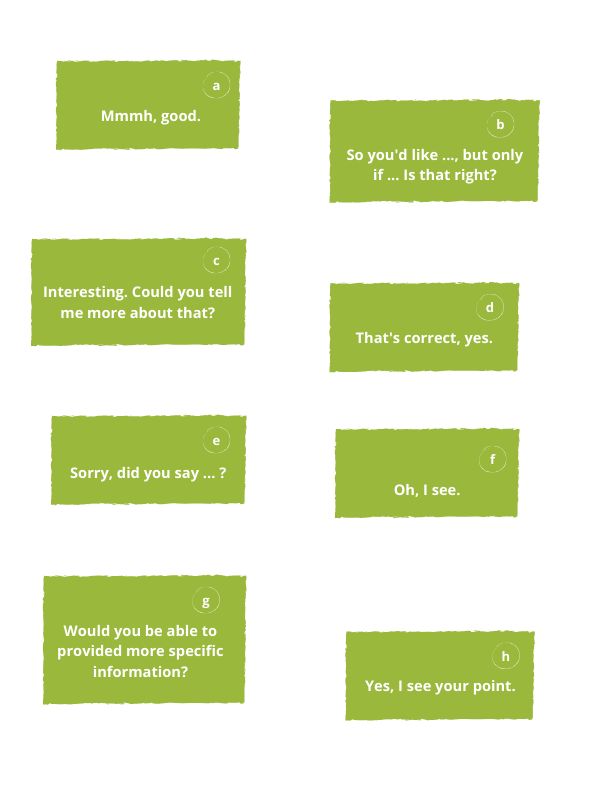 a
Mmmh, good.
b
So you'd like ..., but only
if ... Is that right?
c
Interesting. Could you tell
me more about that?
d
That's correct, yes.
e
Sorry, did you say ... ?
f
Oh, I see.
g
Would you be able to
provided more specific
information?
h
Yes, I see your point.